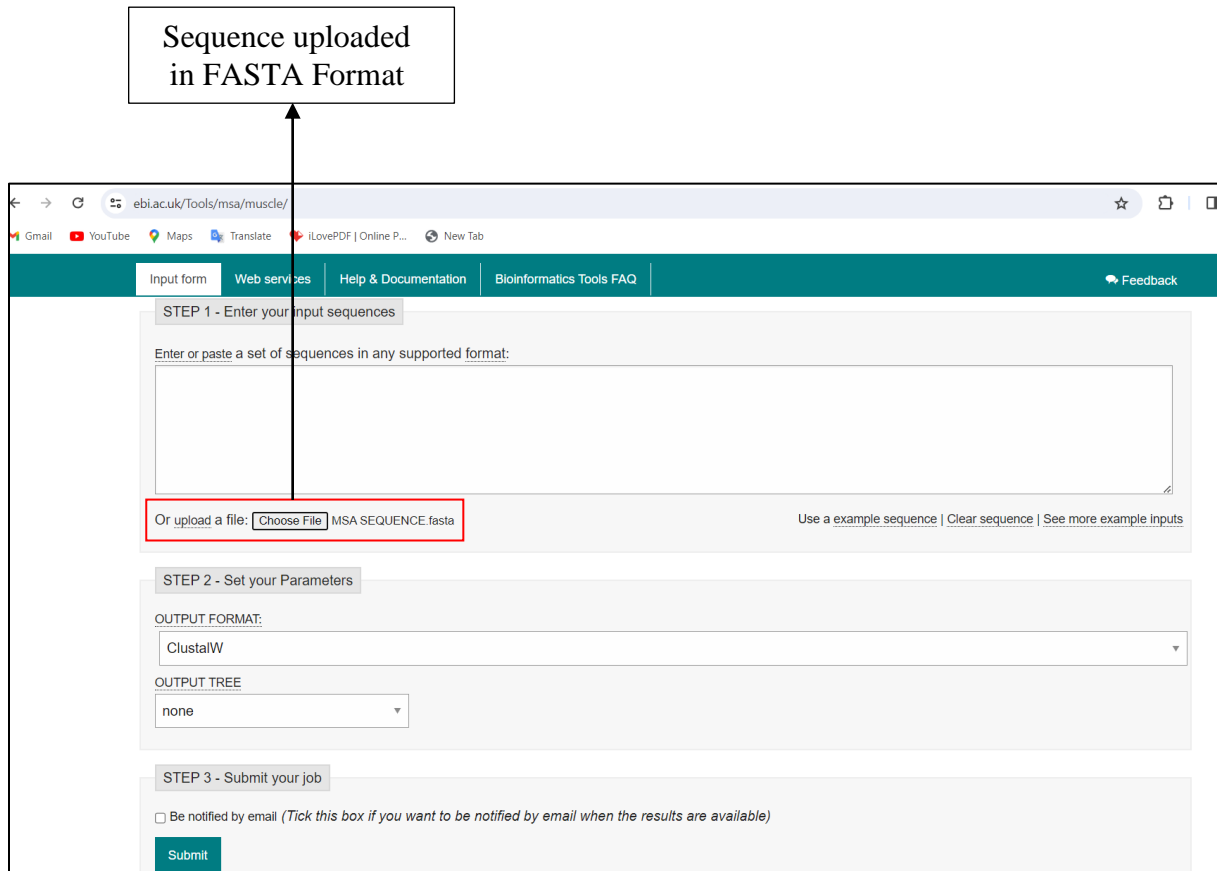 Sequence uploaded
in FASTA Format
ebi.ac.uk/Tools/msa/muscle/
Gmail YouTube Maps Translate iLovePDF | Online P... New Tab
Input form Web services Help & Documentation Bioinformatics Tools FAQ Feedback
STEP 1 - Enter your input sequences
Enter or paste a set of sequences in any supported format:
Or upload a file: Choose File MSA SEQUENCE.fasta Use a example sequence | Clear sequence | See more example inputs
STEP 2 - Set your Parameters
OUTPUT FORMAT:
ClustalW
OUTPUT TREE
none
STEP 3 - Submit your job
Be notified by email (Tick this box if you want to be notified by email when the results are available)
Submit